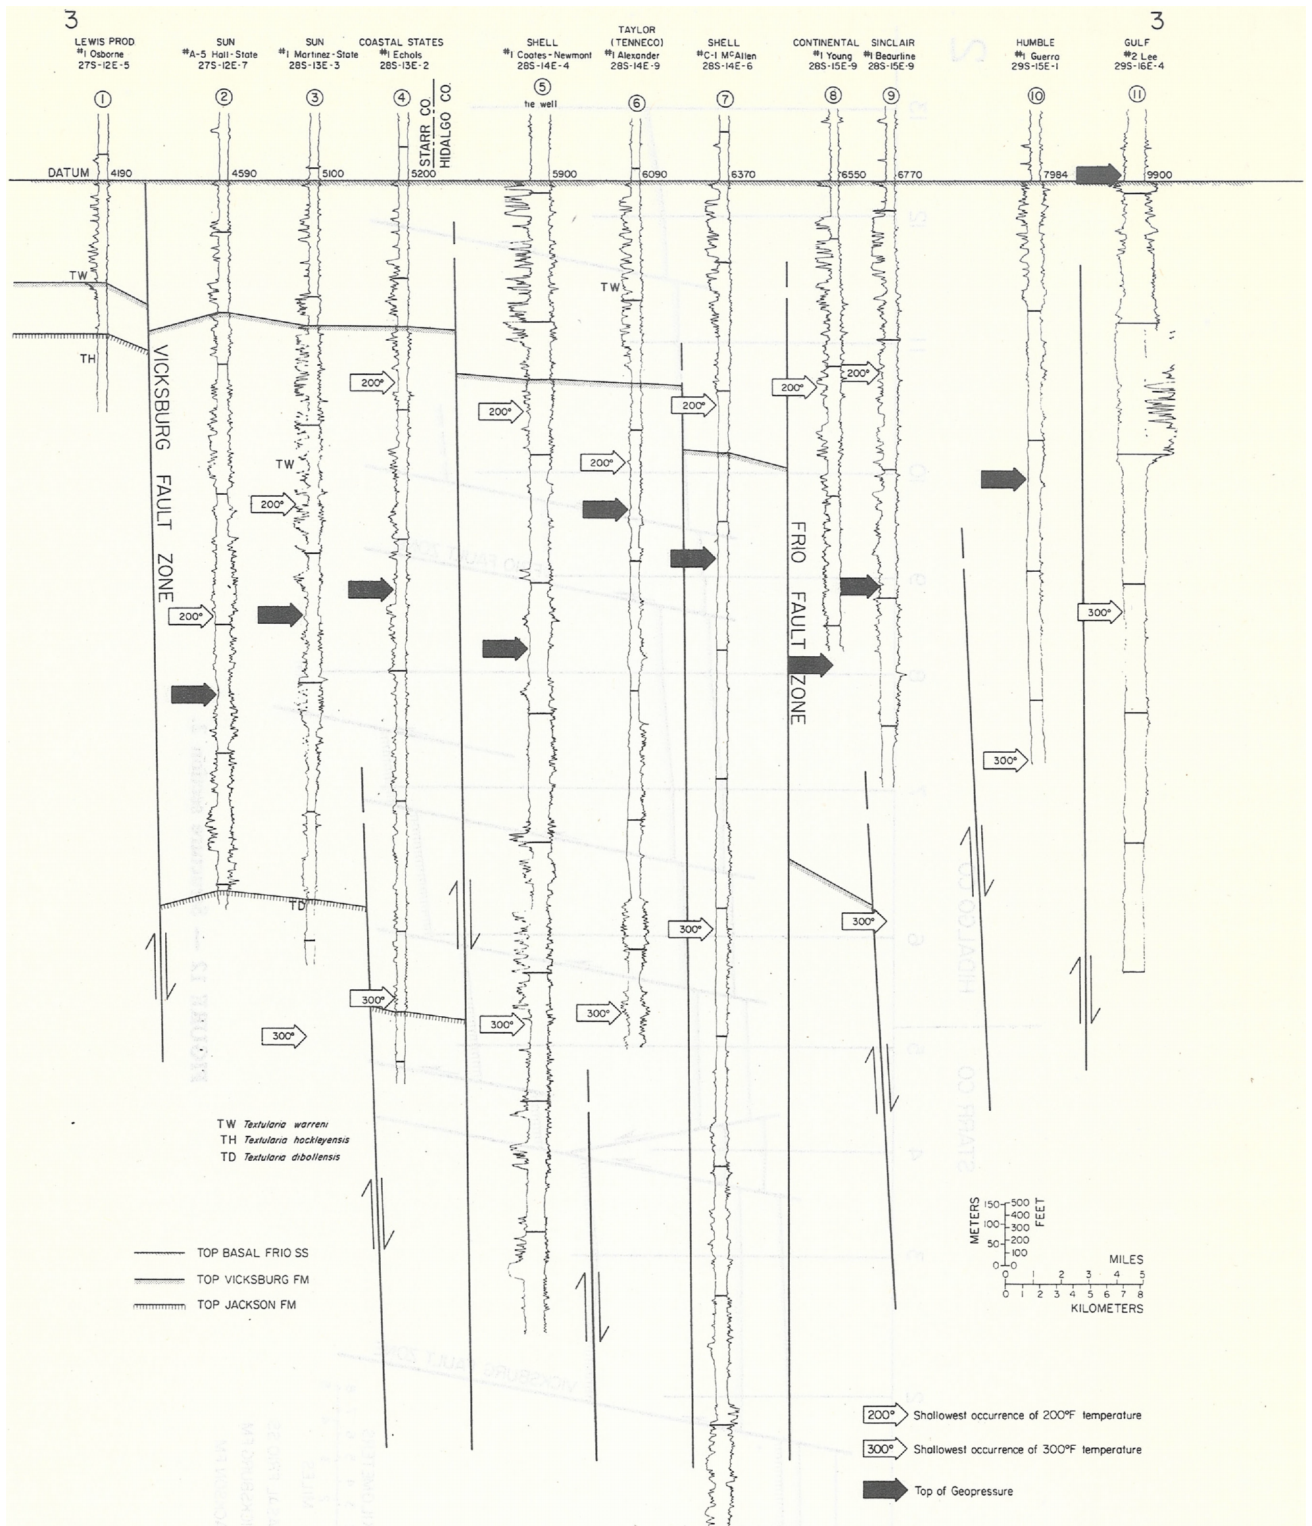 3
3
LEWIS PROD
#1 Osborne
27S-12E-5
SUN
#A-5 Hall-State
27S-12E-7
SUN
#1 Martinez-State
28S-13E-3
COASTAL STATES
#1 Echols
28S-13E-2
SHELL
#1 Coates-Newmont
28S-14E-4
TAYLOR
(TENNECO)
#1 Alexander
28S-14E-9
SHELL
#C-1 McAllen
28S-14E-6
CONTINENTAL
#1 Young
28S-15E-9
SINCLAIR
#1 Beaurline
28S-15E-9
HUMBLE
#1 Guerra
29S-15E-1
GULF
#2 Lee
29S-16E-4
1
2
3
4
5
tie well
6
7
8
9
10
11
STARR CO.
HIDALGO CO.
DATUM
4190
4590
5100
5200
5900
6090
6370
6550
6770
7984
9900
TW
TH
TW
TW
TD
VICKSBURG FAULT ZONE
FRIO FAULT ZONE
200°
200°
200°
200°
200°
200°
200°
200°
300°
300°
300°
300°
300°
300°
300°
300°
TW Textularia warreni
TH Textularia hockleyensis
TD Textularia dibollensis
TOP BASAL FRIO SS
TOP VICKSBURG FM
TOP JACKSON FM
METERS
150
100
50
0
500
400
300
200
100
0
FEET
MILES
0 1 2 3 4 5
0 1 2 3 4 5 6 7 8
KILOMETERS
200° Shallowest occurrence of 200°F temperature
300° Shallowest occurrence of 300°F temperature
Top of Geopressure